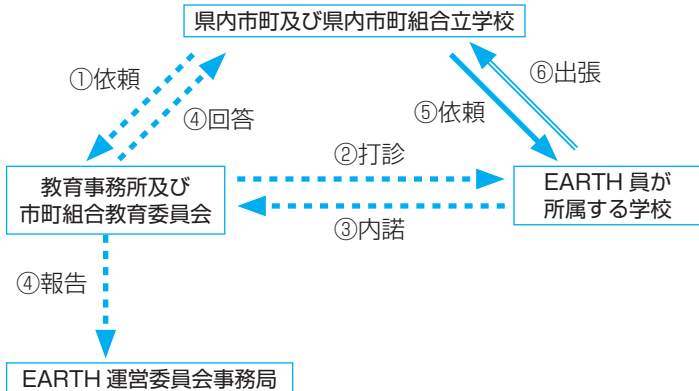 県内市町及び県内市町組合立学校
①依頼
④回答
⑥出張
⑤依頼
②打診
教育事務所及び
市町組合教育委員会
EARTH 員が
所属する学校
③内諾
④報告
EARTH 運営委員会事務局